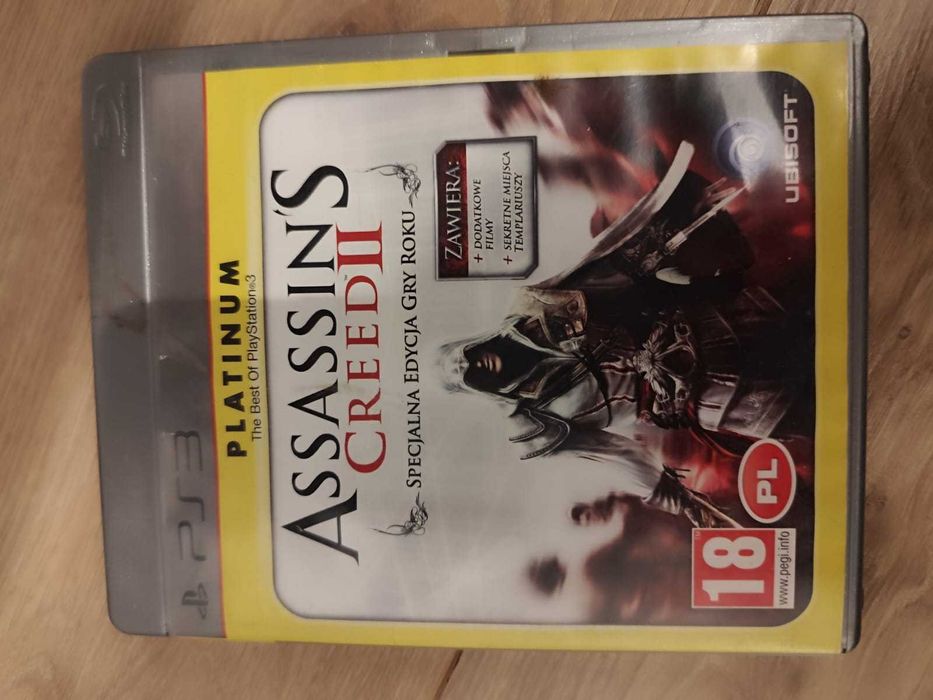 PS3
PLATINUM
The Best Of PlayStation®3
ASSASSIN'S
CREED II
SPECJALNA EDYCJA GRY ROKU
ZAWIERA:
+ DODATKOWE
FILMY
+ SEKRETNE MIEJSCA
TEMPLARIUSZY
18
www.pegi.info
PL
UBISOFT